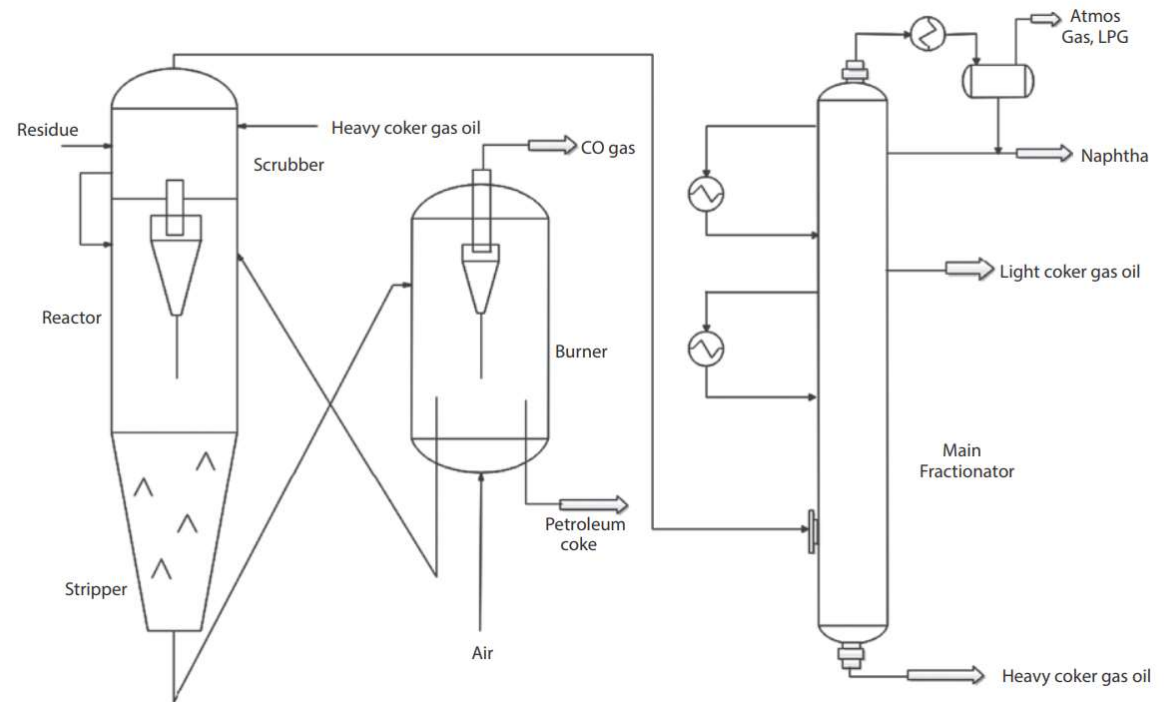 Atmos
Gas, LPG
Residue
Heavy coker gas oil
Scrubber
CO gas
Naphtha
Light coker gas oil
Reactor
Burner
Main
Fractionator
Petroleum
coke
Stripper
Air
Heavy coker gas oil